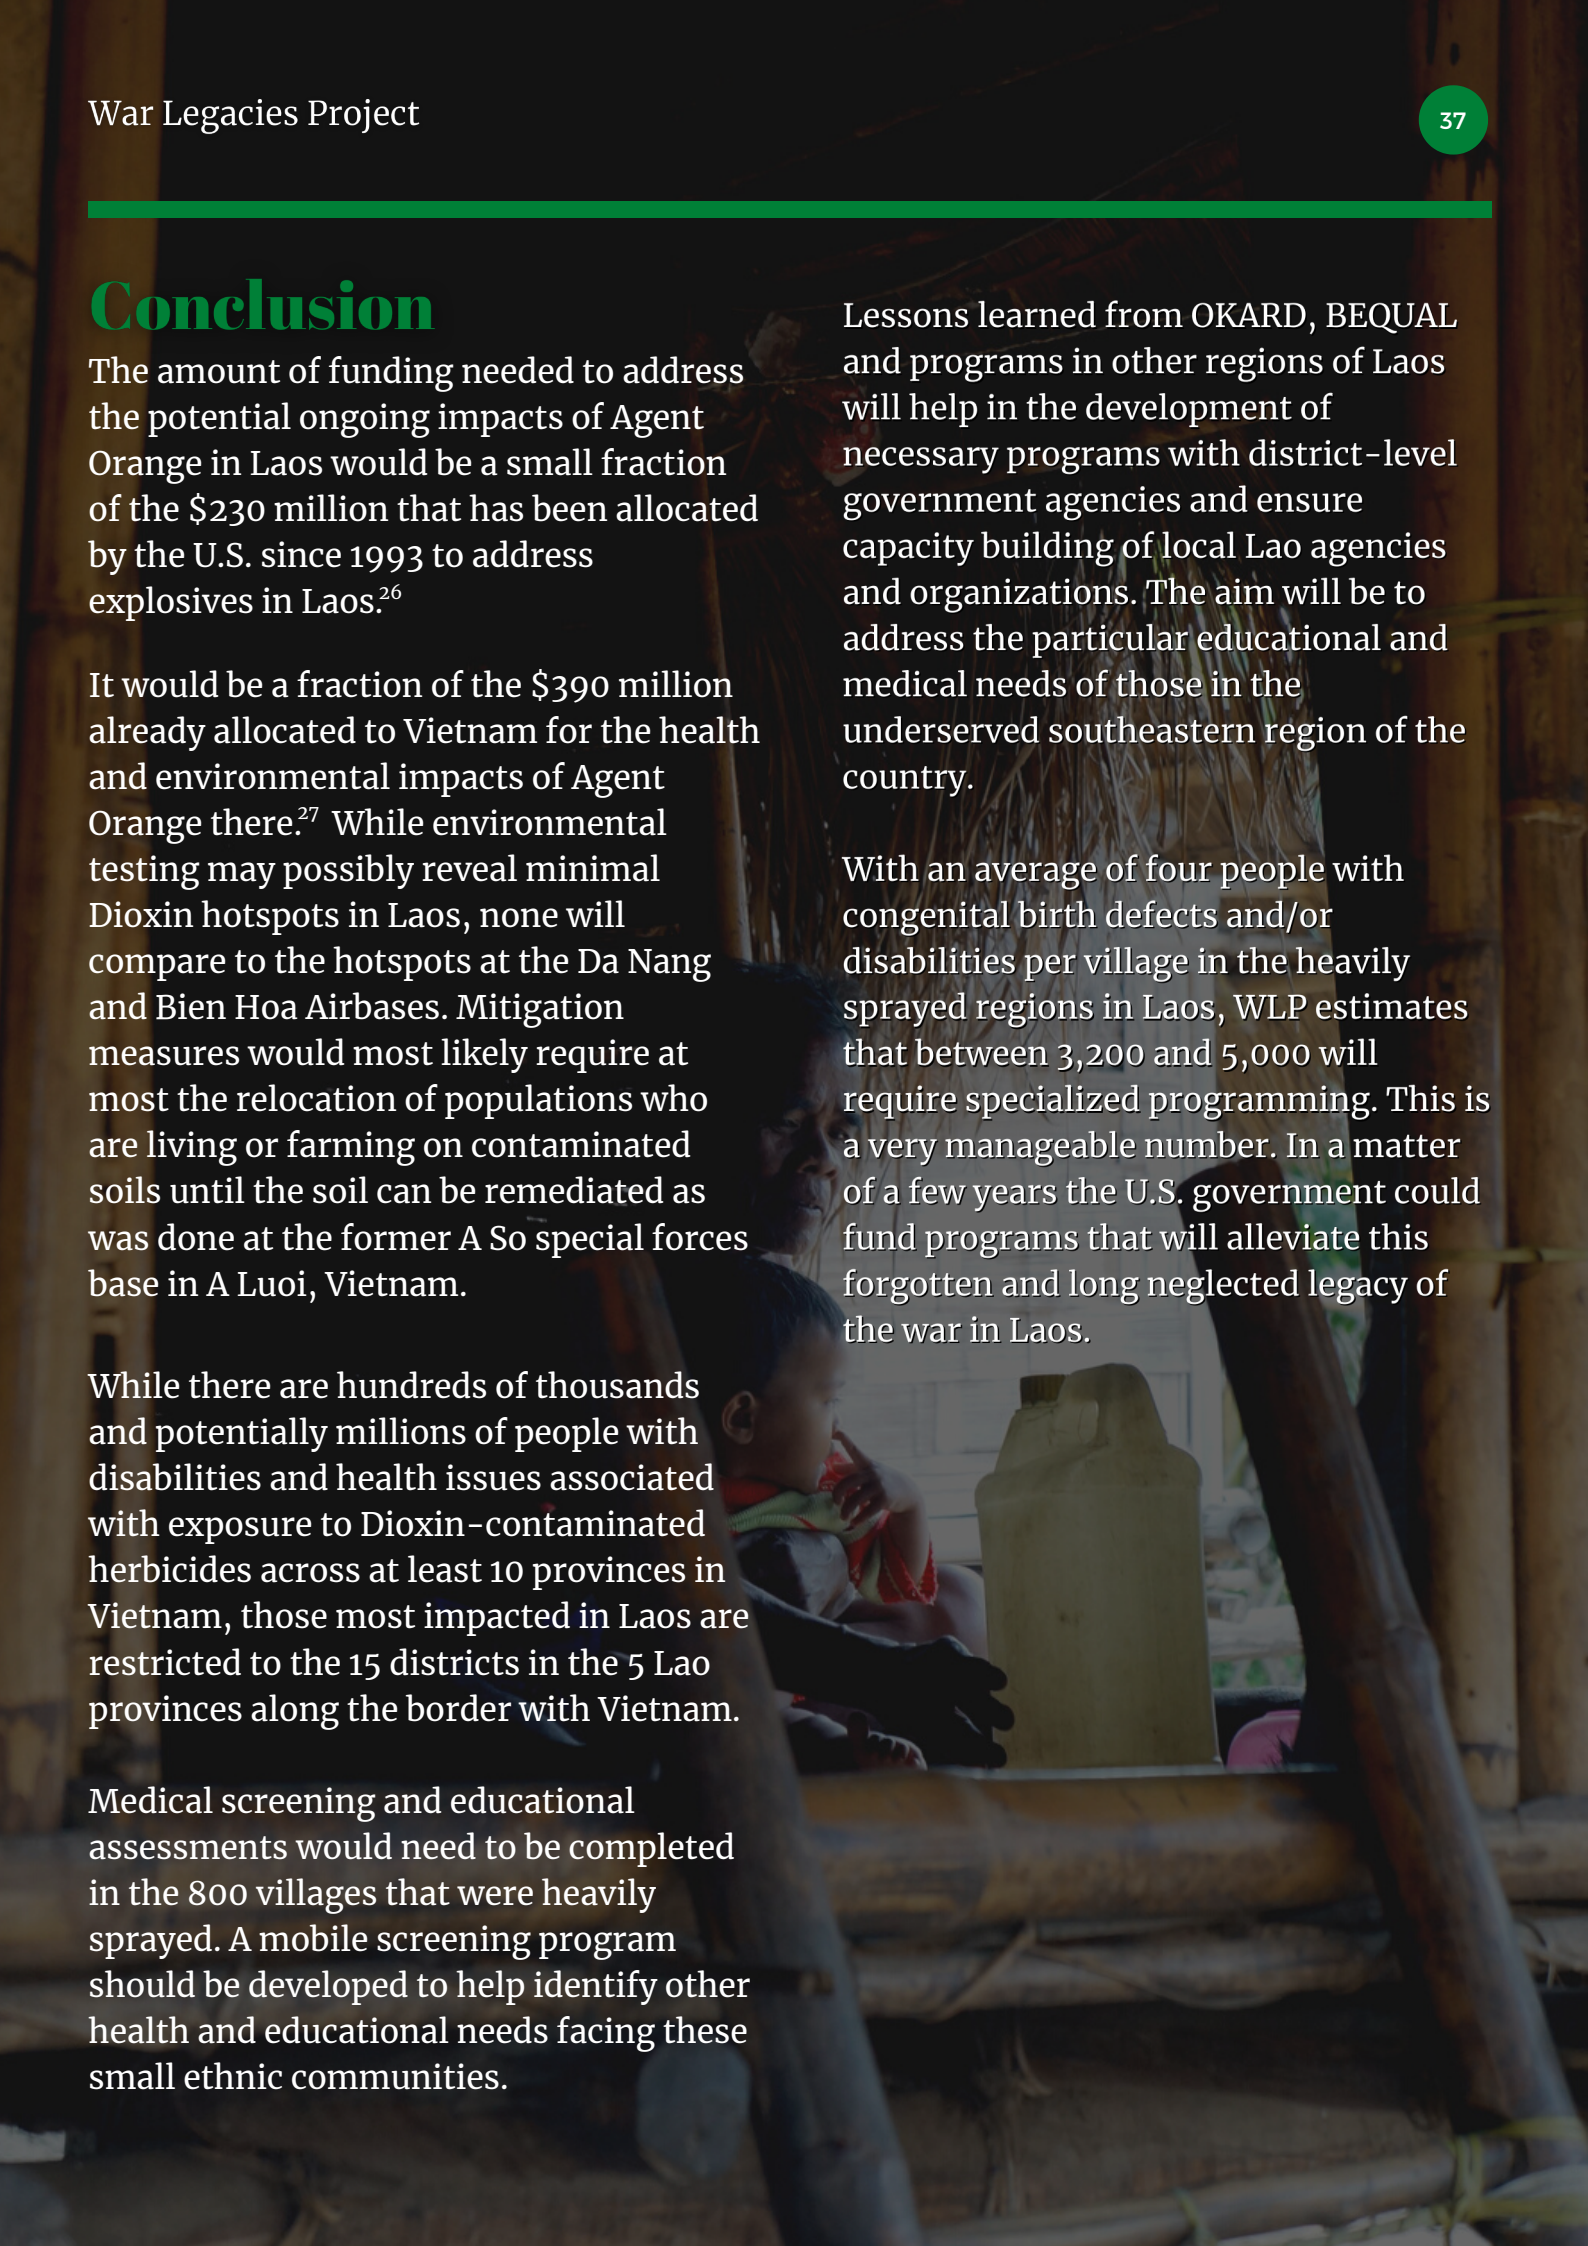 War Legacies Project
37
Conclusion
The amount of funding needed to address
the potential ongoing impacts of Agent
Orange in Laos would be a small fraction
of the $230 million that has been allocated
by the U.S. since 1993 to address
explosives in Laos.26
It would be a fraction of the $390 million
already allocated to Vietnam for the health
and environmental impacts of Agent
Orange there.27 While environmental
testing may possibly reveal minimal
Dioxin hotspots in Laos, none will
compare to the hotspots at the Da Nang
and Bien Hoa Airbases. Mitigation
measures would most likely require at
most the relocation of populations who
are living or farming on contaminated
soils until the soil can be remediated as
was done at the former A So special forces
base in A Luoi, Vietnam.
While there are hundreds of thousands
and potentially millions of people with
disabilities and health issues associated
with exposure to Dioxin-contaminated
herbicides across at least 10 provinces in
Vietnam, those most impacted in Laos are
restricted to the 15 districts in the 5 Lao
provinces along the border with Vietnam.
Medical screening and educational
assessments would need to be completed
in the 800 villages that were heavily
sprayed. A mobile screening program
should be developed to help identify other
health and educational needs facing these
small ethnic communities.
Lessons learned from OKARD, BEQUAL
and programs in other regions of Laos
will help in the development of
necessary programs with district-level
government agencies and ensure
capacity building of local Lao agencies
and organizations. The aim will be to
address the particular educational and
medical needs of those in the
underserved southeastern region of the
country.
With an average of four people with
congenital birth defects and/or
disabilities per village in the heavily
sprayed regions in Laos, WLP estimates
that between 3,200 and 5,000 will
require specialized programming. This is
a very manageable number. In a matter
of a few years the U.S. government could
fund programs that will alleviate this
forgotten and long neglected legacy of
the war in Laos.